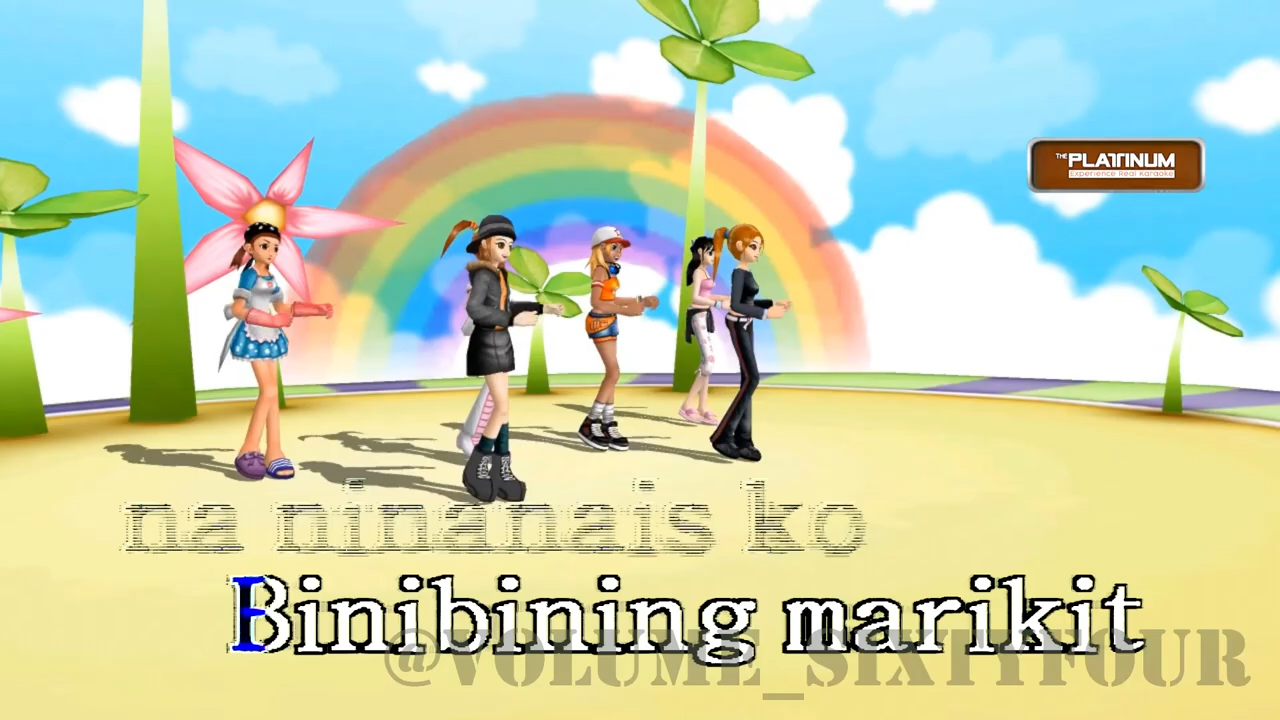 THE PLATINUM
Experience Real Karaoke
na ninanais ko
Binibining marikit
@VOLUME_SIXTYFOUR